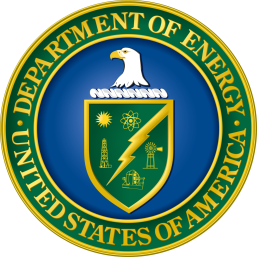 · DEPARTMENT OF ENERGY ·
UNITED STATES OF AMERICA